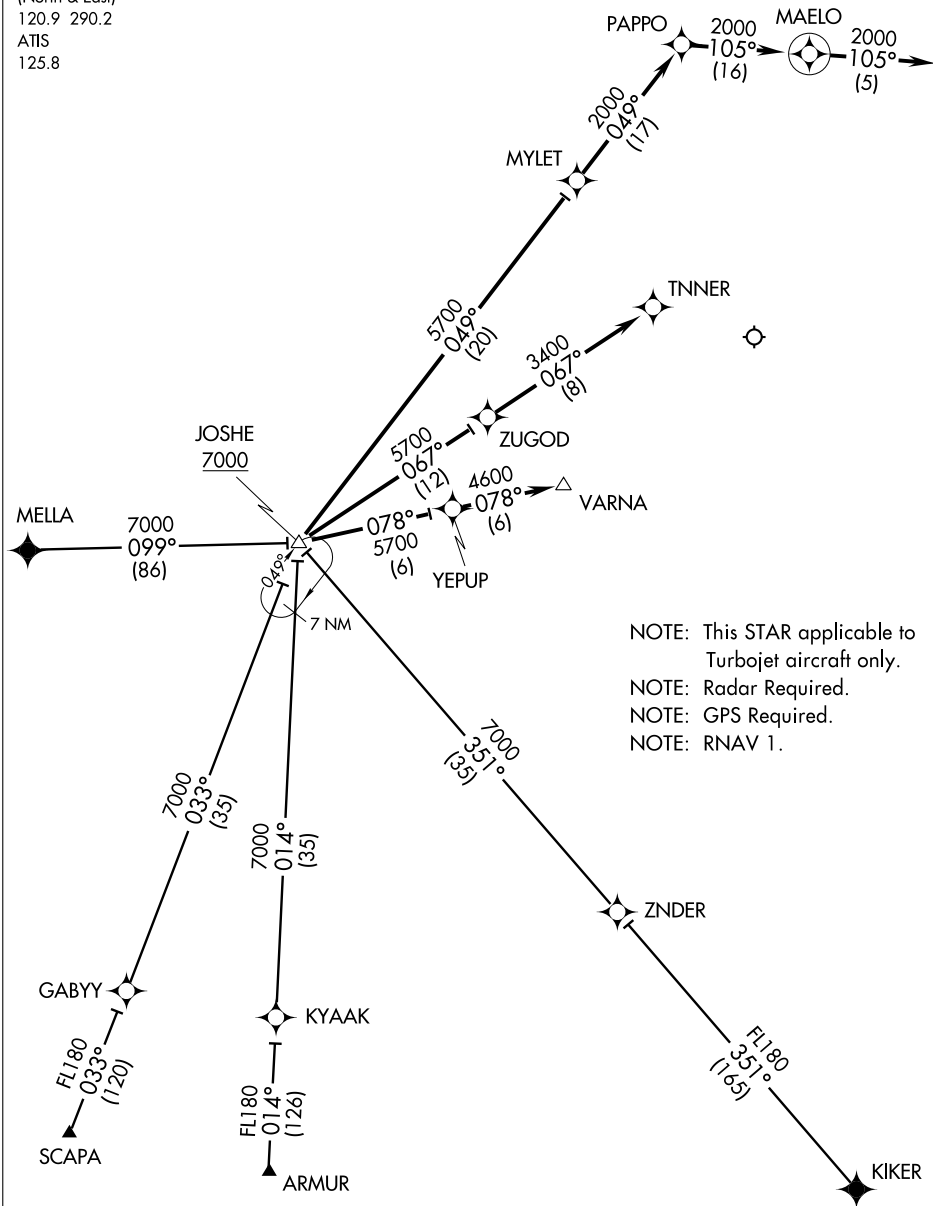 (North & East)
120.9 290.2
ATIS
125.8
PAPPO
2000
105°
(16)
MAELO
2000
105°
(5)
2000
049°
(17)
MYLET
5700
049°
(20)
TNNER
3400
067°
(8)
ZUGOD
5700
067°
(12)
JOSHE
7000
4600
078°
(6)
VARNA
078°
5700
(6)
YEPUP
MELLA
7000
099°
(86)
049°
7 NM
NOTE: This STAR applicable to
Turbojet aircraft only.
NOTE: Radar Required.
NOTE: GPS Required.
NOTE: RNAV 1.
7000
351°
(35)
7000
033°
(35)
7000
014°
(35)
ZNDER
GABYY
KYAAK
FL180
033°
(120)
FL180
014°
(126)
FL180
351°
(165)
SCAPA
ARMUR
KIKER